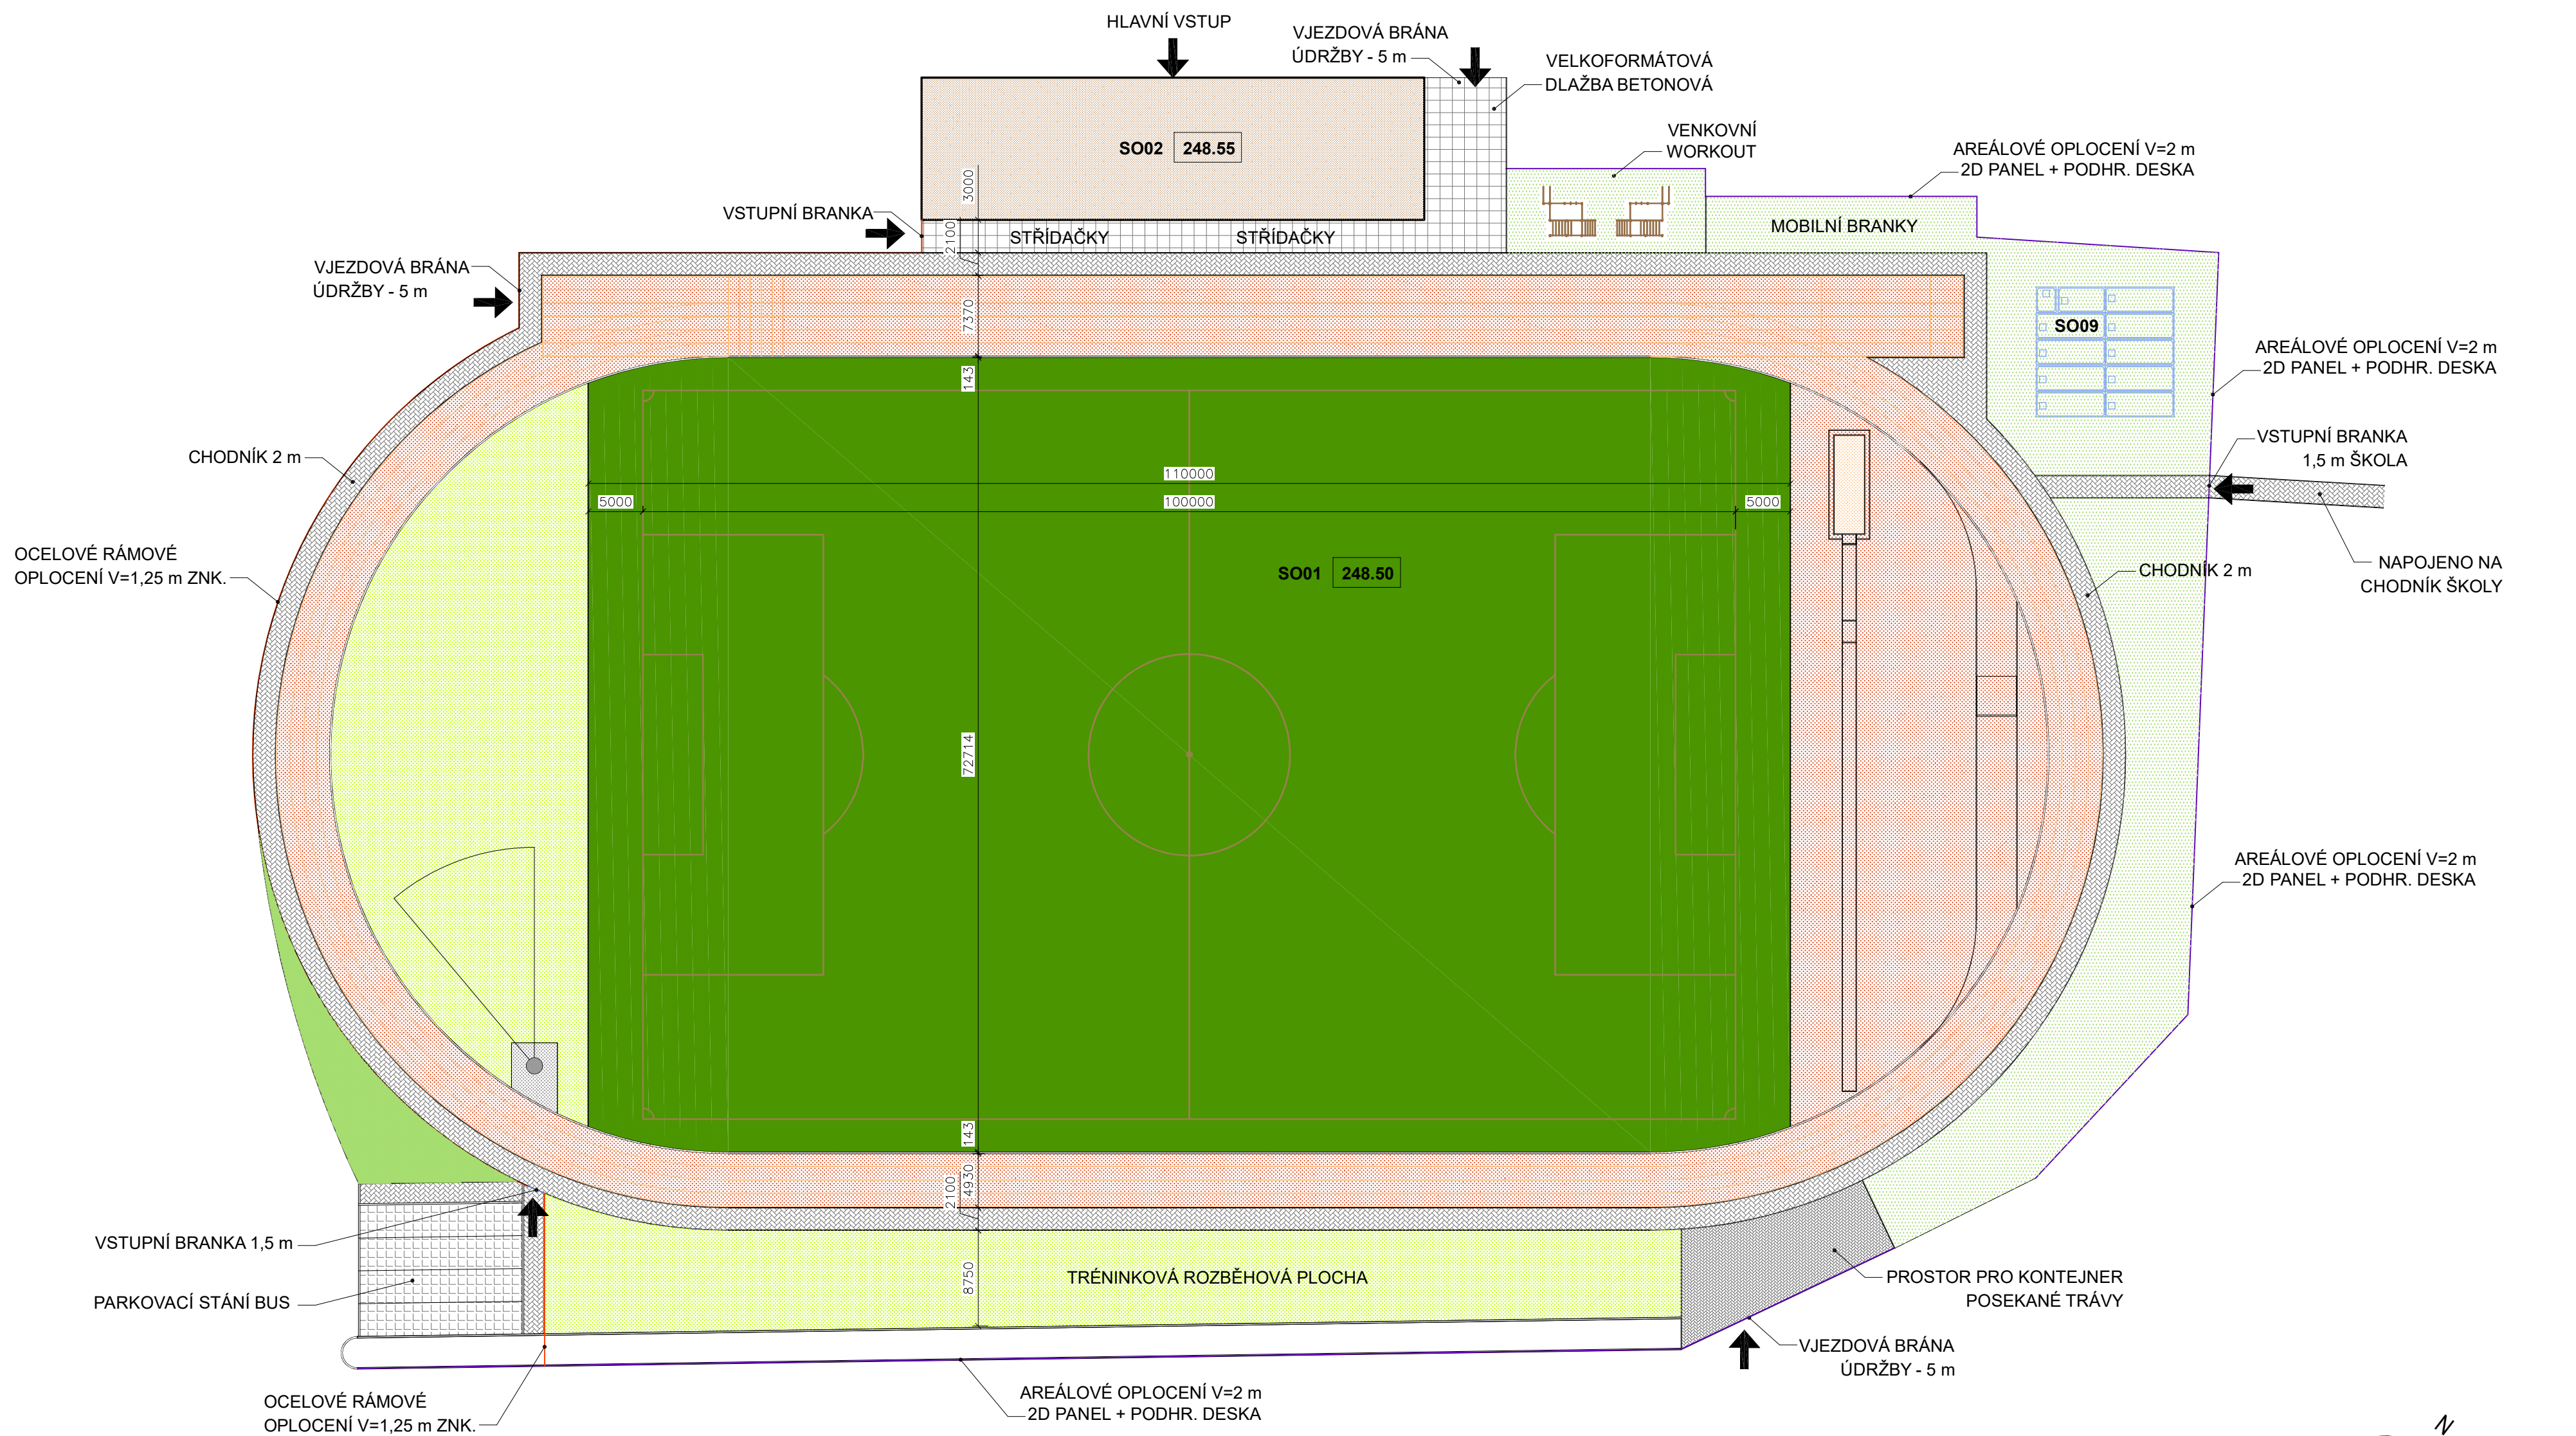 HLAVNÍ VSTUP
VJEZDOVÁ BRÁNA
ÚDRŽBY - 5 m
VELKOFORMÁTOVÁ
DLAŽBA BETONOVÁ
VENKOVNÍ
WORKOUT
AREÁLOVÉ OPLOCENÍ V=2 m
2D PANEL + PODHR. DESKA
SO02 248.55
3000
VSTUPNÍ BRANKA
2100
STŘÍDAČKY
STŘÍDAČKY
MOBILNÍ BRANKY
VJEZDOVÁ BRÁNA
ÚDRŽBY - 5 m
7370
SO09
AREÁLOVÉ OPLOCENÍ V=2 m
2D PANEL + PODHR. DESKA
143
CHODNÍK 2 m
110000
5000
100000
5000
VSTUPNÍ BRANKA
1,5 m ŠKOLA
OCELOVÉ RÁMOVÉ
OPLOCENÍ V=1,25 m ZNK.
SO01 248.50
CHODNÍK 2 m
NAPOJENO NA
CHODNÍK ŠKOLY
72714
AREÁLOVÉ OPLOCENÍ V=2 m
2D PANEL + PODHR. DESKA
143
4930
2100
VSTUPNÍ BRANKA 1,5 m
8750
TRÉNINKOVÁ ROZBĚHOVÁ PLOCHA
PARKOVACÍ STÁNÍ BUS
PROSTOR PRO KONTEJNER
POSEKANÉ TRÁVY
VJEZDOVÁ BRÁNA
ÚDRŽBY - 5 m
OCELOVÉ RÁMOVÉ
OPLOCENÍ V=1,25 m ZNK.
AREÁLOVÉ OPLOCENÍ V=2 m
2D PANEL + PODHR. DESKA
N